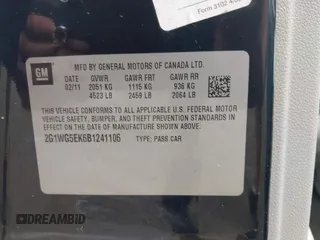 Form 3102
GM
MFD BY GENERAL MOTORS OF CANADA LTD.
02/11 GVWR GAWR FRT GAWR RR
2051 KG 1115 KG 936 KG
4523 LB 2459 LB 2064 LB
THIS VEHICLE CONFORMS TO ALL APPLICABLE U.S. FEDERAL MOTOR
VEHICLE SAFETY, BUMPER, AND THEFT PREVENTION STANDARDS IN
EFFECT ON THE DATE OF MANUFACTURE SHOWN ABOVE.
2G1WG5EK6B1241106 TYPE: PASS CAR
DREAMBID